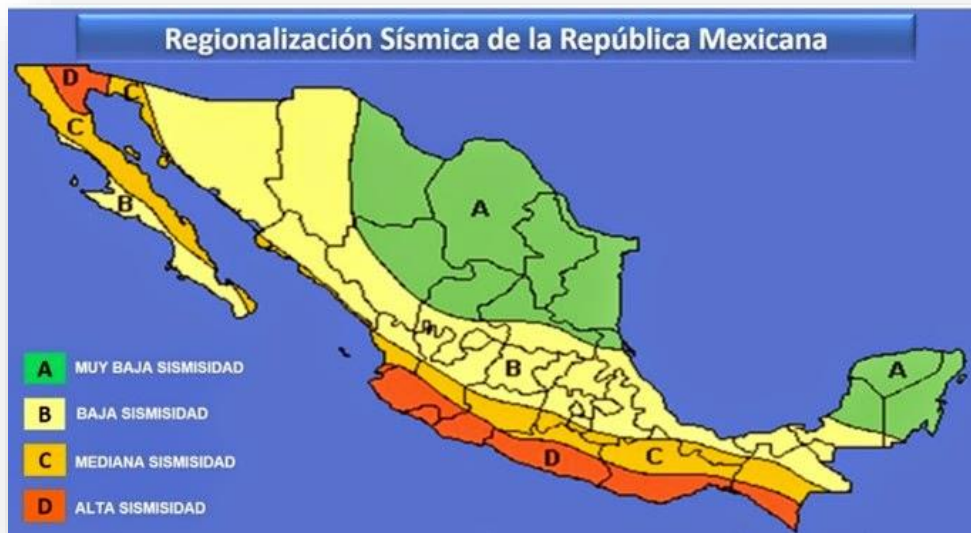 Regionalización Sísmica de la República Mexicana
D
C
C
B
A
B
A
D
C
A MUY BAJA SISMISIDAD
B BAJA SISMISIDAD
C MEDIANA SISMISIDAD
D ALTA SISMISIDAD